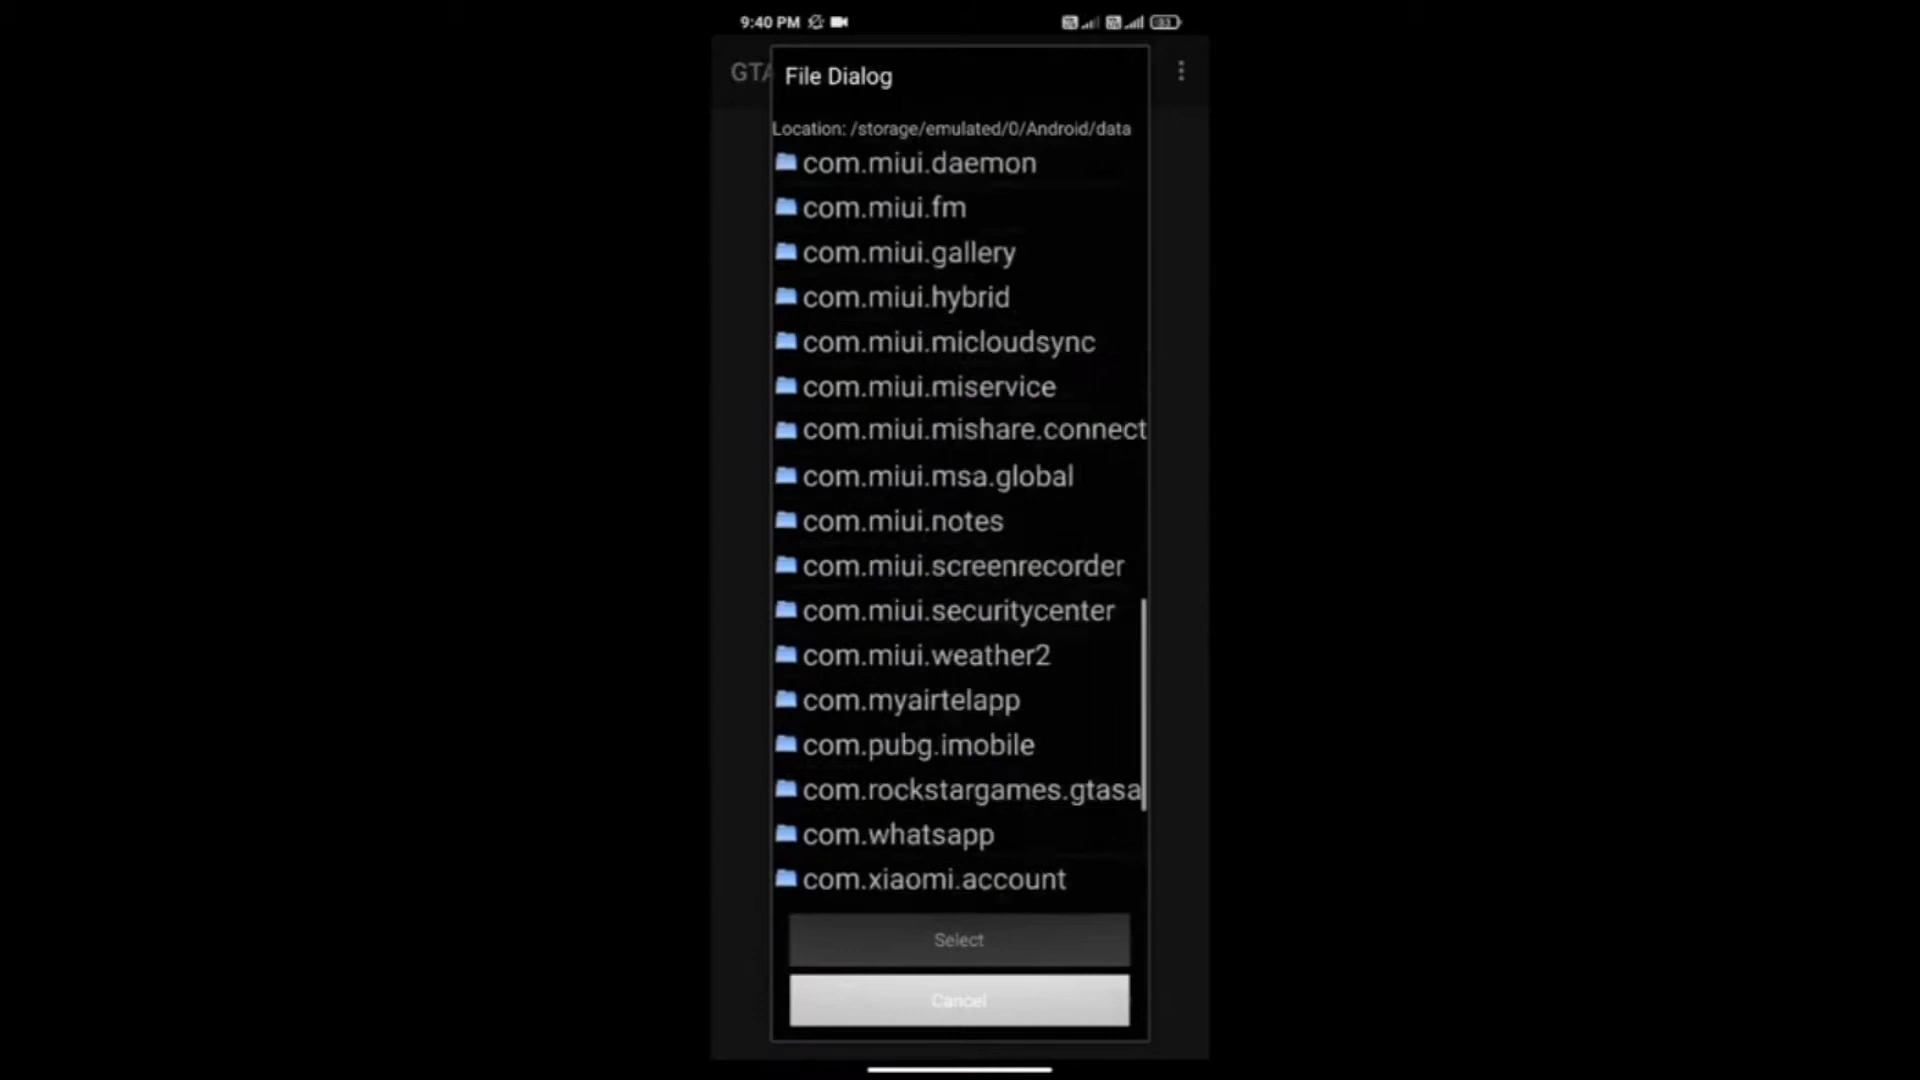 9:40 PM
GTA
File Dialog
Location: /storage/emulated/0/Android/data
com.miui.daemon
com.miui.fm
com.miui.gallery
com.miui.hybrid
com.miui.micloudsync
com.miui.miservice
com.miui.mishare.connect
com.miui.msa.global
com.miui.notes
com.miui.screenrecorder
com.miui.securitycenter
com.miui.weather2
com.myairtelapp
com.pubg.imobile
com.rockstargames.gtasa
com.whatsapp
com.xiaomi.account
Select
Cancel